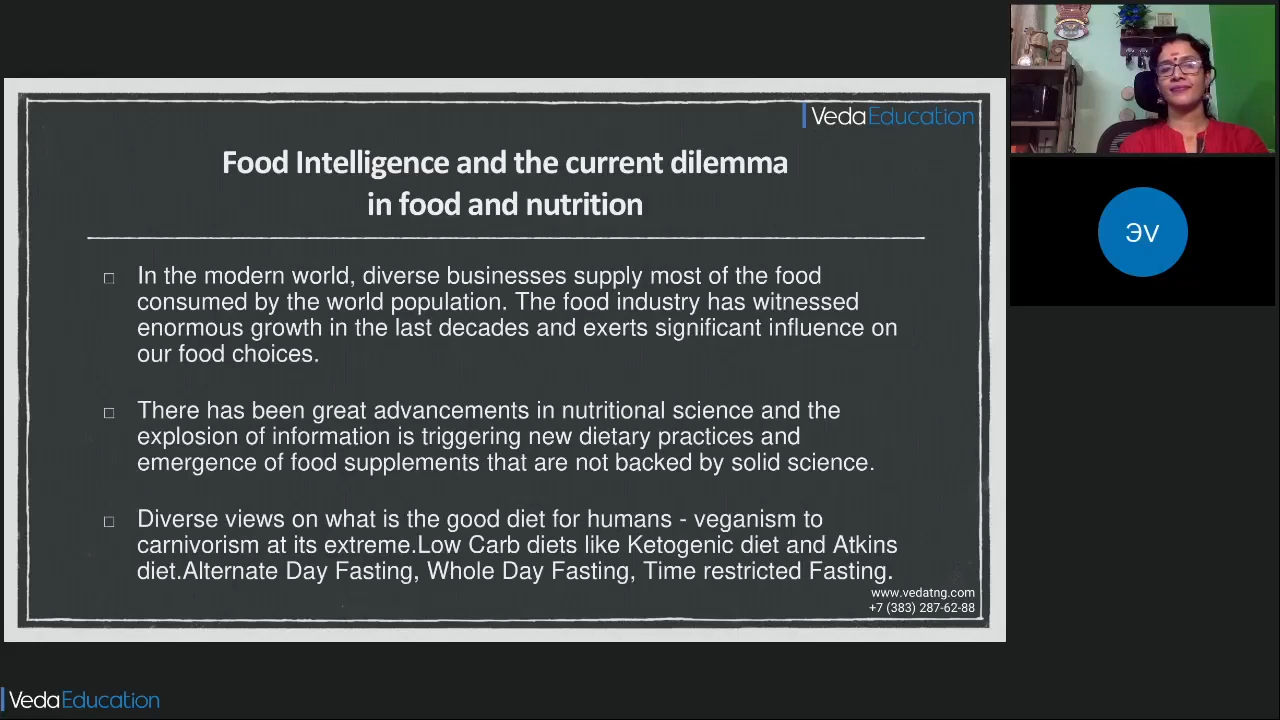 VedaEducation
Food Intelligence and the current dilemma
in food and nutrition
In the modern world, diverse businesses supply most of the food
consumed by the world population. The food industry has witnessed
enormous growth in the last decades and exerts significant influence on
our food choices.
There has been great advancements in nutritional science and the
explosion of information is triggering new dietary practices and
emergence of food supplements that are not backed by solid science.
Diverse views on what is the good diet for humans - veganism to
carnivorism at its extreme.Low Carb diets like Ketogenic diet and Atkins
diet.Alternate Day Fasting, Whole Day Fasting, Time restricted Fasting.
www.vedatng.com
+7 (383) 287-62-88
ЭV
VedaEducation